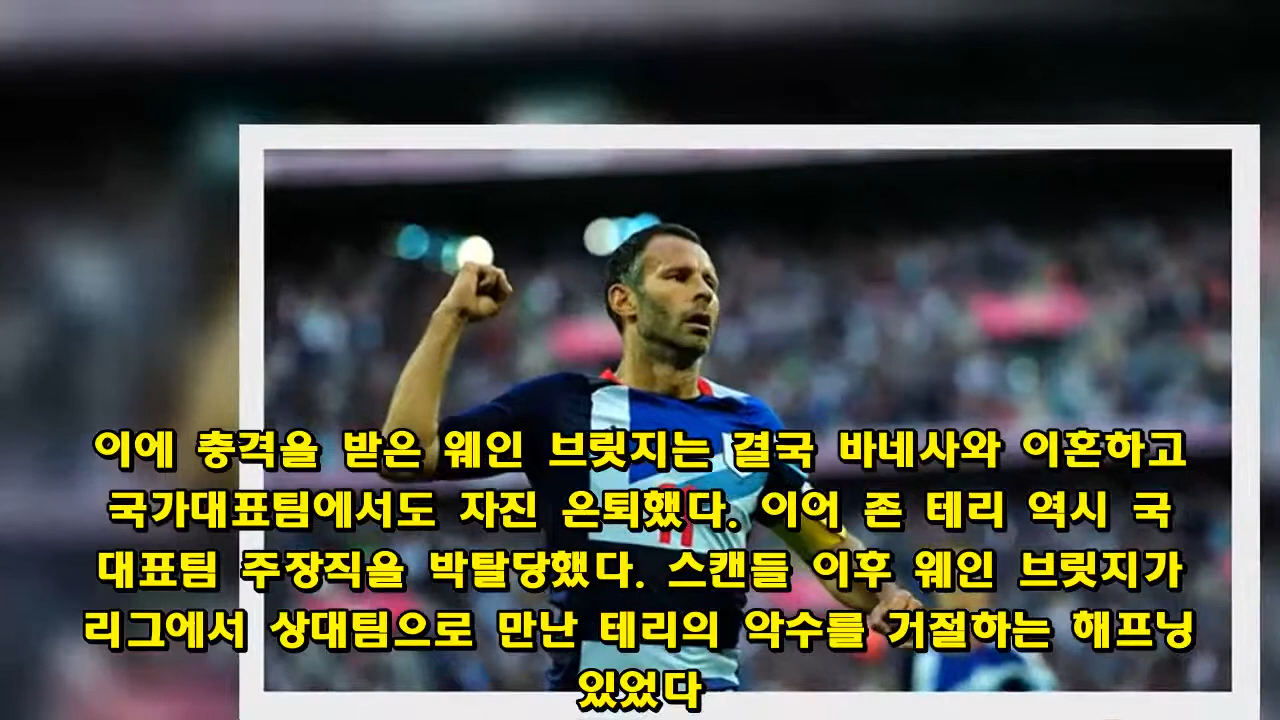 이에 충격을 받은 웨인 브릿지는 결국 바네사와 이혼하고
국가대표팀에서도 자진 은퇴했다. 이어 존 테리 역시 국
대표팀 주장직을 박탈당했다. 스캔들 이후 웨인 브릿지가
리그에서 상대팀으로 만난 테리의 악수를 거절하는 해프닝
있었다
11